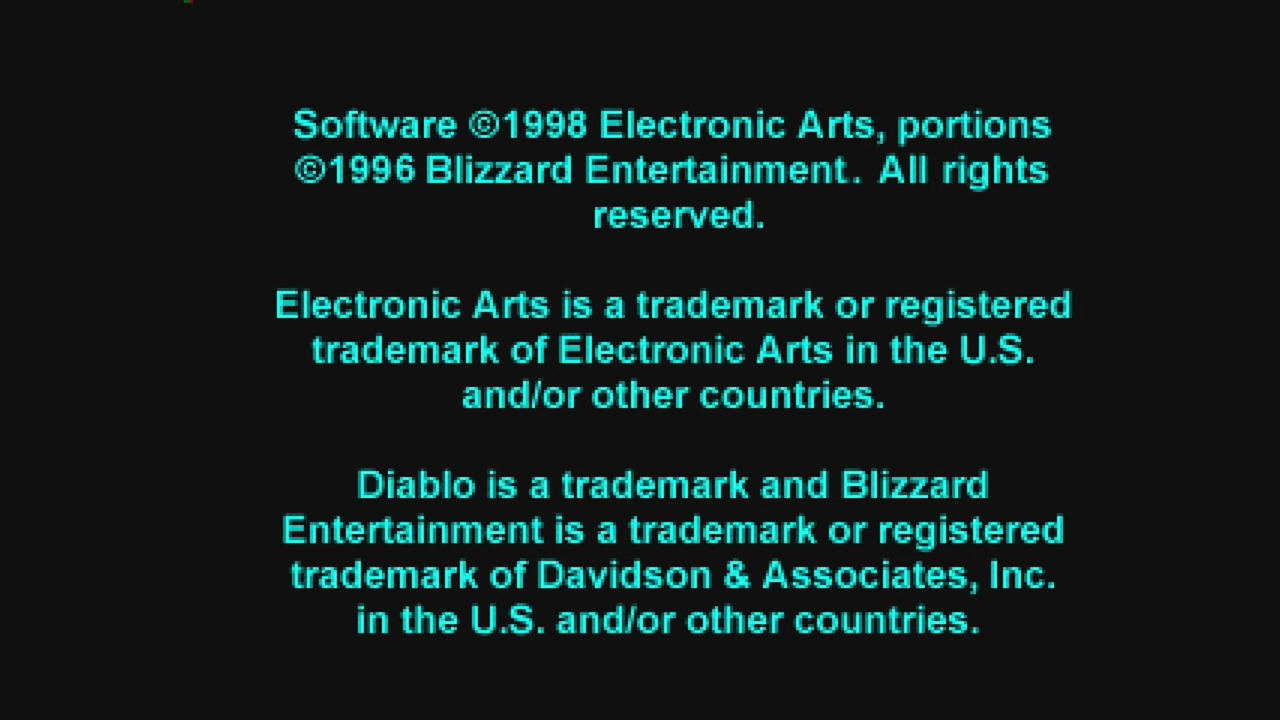 Software ©1998 Electronic Arts, portions
©1996 Blizzard Entertainment. All rights
reserved.
Electronic Arts is a trademark or registered
trademark of Electronic Arts in the U.S.
and/or other countries.
Diablo is a trademark and Blizzard
Entertainment is a trademark or registered
trademark of Davidson & Associates, Inc.
in the U.S. and/or other countries.